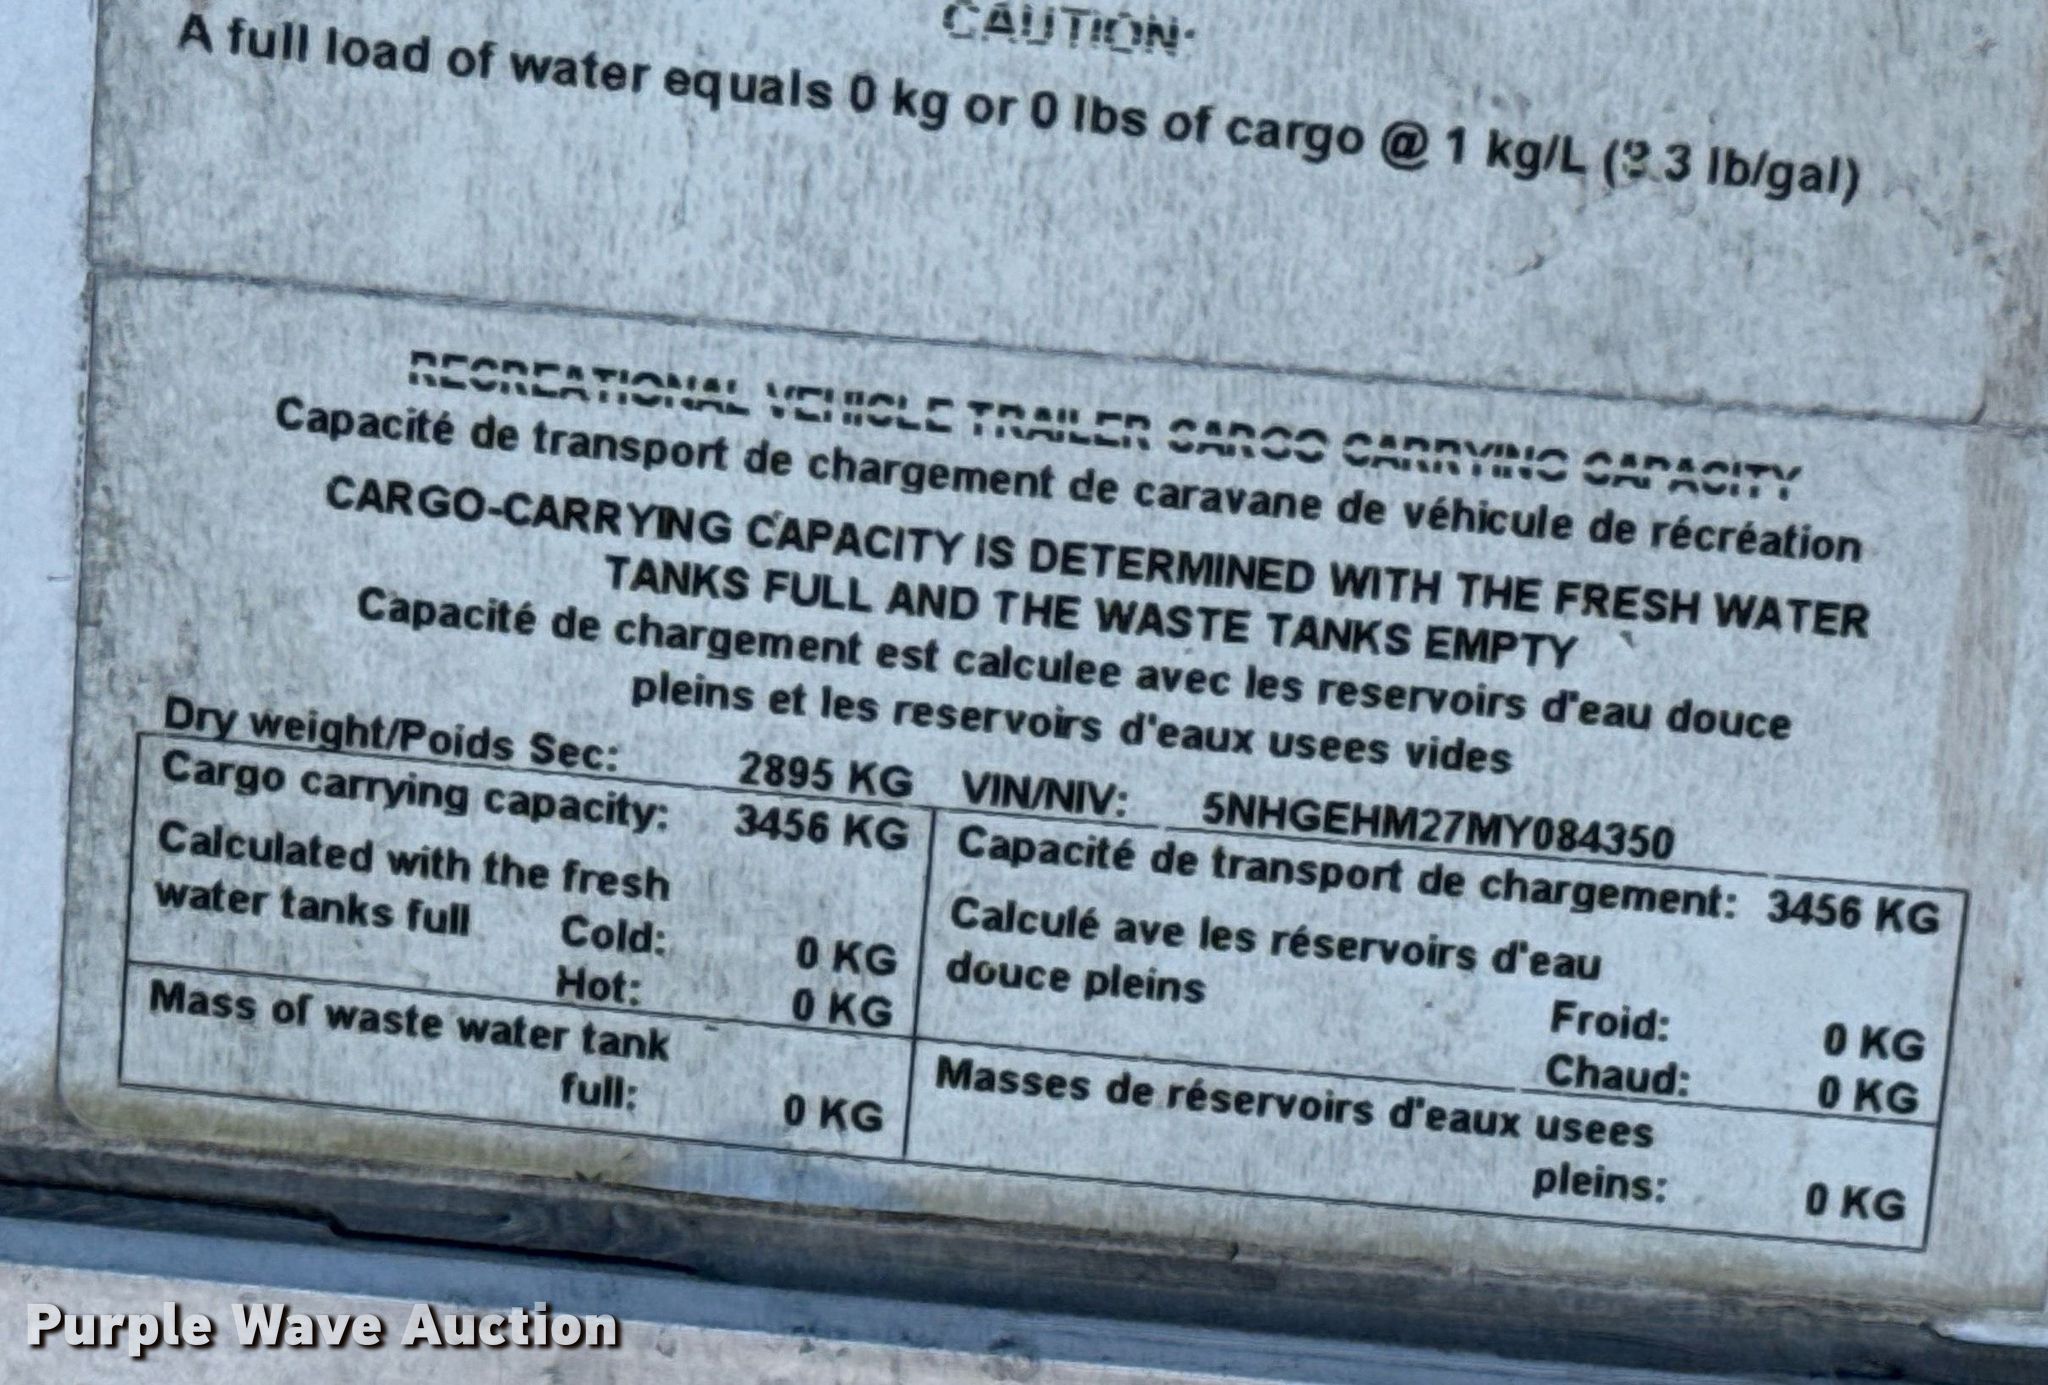 CAUTION:
A full load of water equals 0 kg or 0 lbs of cargo @ 1 kg/L (8.3 lb/gal)
RECREATIONAL VEHICLE TRAILER CARGO CARRYING CAPACITY
Capacité de transport de chargement de caravane de véhicule de récréation
CARGO-CARRYING CAPACITY IS DETERMINED WITH THE FRESH WATER
TANKS FULL AND THE WASTE TANKS EMPTY
Capacité de chargement est calculee avec les reservoirs d'eau douce
pleins et les reservoirs d'eaux usees vides
Dry weight/Poids Sec: 2895 KG VIN/NIV: 5NHGEHM27MY084350
Cargo carrying capacity: 3456 KG
Calculated with the fresh
water tanks full
Cold: 0 KG
Hot: 0 KG
Mass of waste water tank
full: 0 KG
Capacité de transport de chargement: 3456 KG
Calculé ave les réservoirs d'eau
douce pleins
Froid: 0 KG
Chaud: 0 KG
Masses de réservoirs d'eaux usees
pleins: 0 KG
Purple Wave Auction